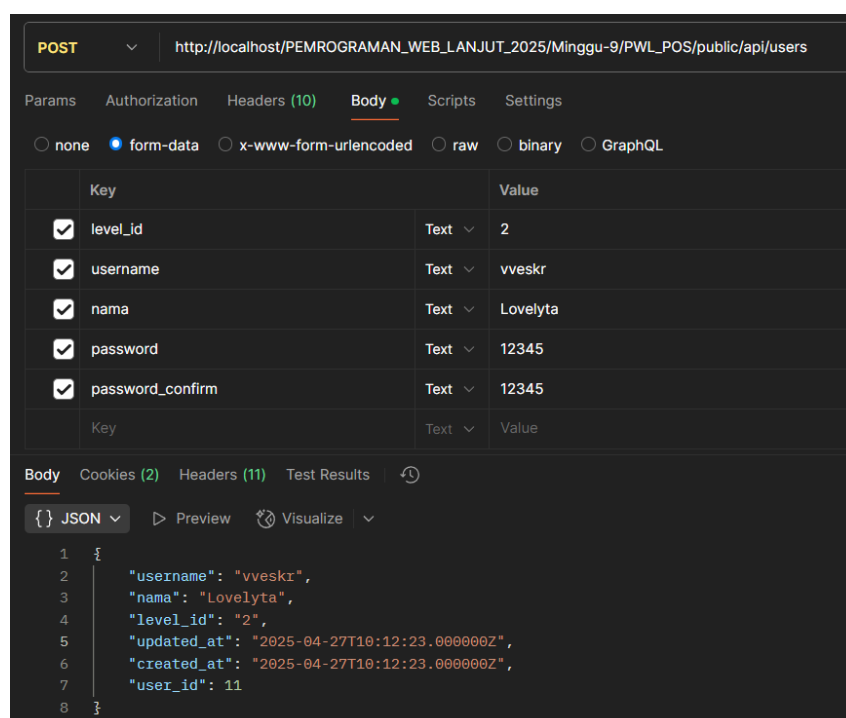 POST http://localhost/PEMROGRAMAN_WEB_LANJUT_2025/Minggu-9/PWL_POS/public/api/users
Params Authorization Headers (10) Body Scripts Settings
none form-data x-www-form-urlencoded raw binary GraphQL
Key Value
level_id Text 2
username Text vveskr
nama Text Lovelyta
password Text 12345
password_confirm Text 12345
Key Text Value
Body Cookies (2) Headers (11) Test Results
{} JSON Preview Visualize
1 {
2 "username": "vveskr",
3 "nama": "Lovelyta",
4 "level_id": "2",
5 "updated_at": "2025-04-27T10:12:23.000000Z",
6 "created_at": "2025-04-27T10:12:23.000000Z",
7 "user_id": 11
8 }